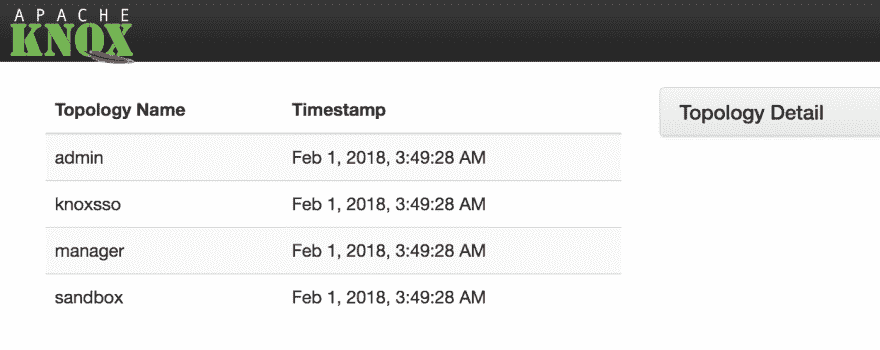 APACHE
KNOX
Topology Name Timestamp
admin Feb 1, 2018, 3:49:28 AM
knoxsso Feb 1, 2018, 3:49:28 AM
manager Feb 1, 2018, 3:49:28 AM
sandbox Feb 1, 2018, 3:49:28 AM
Topology Detail